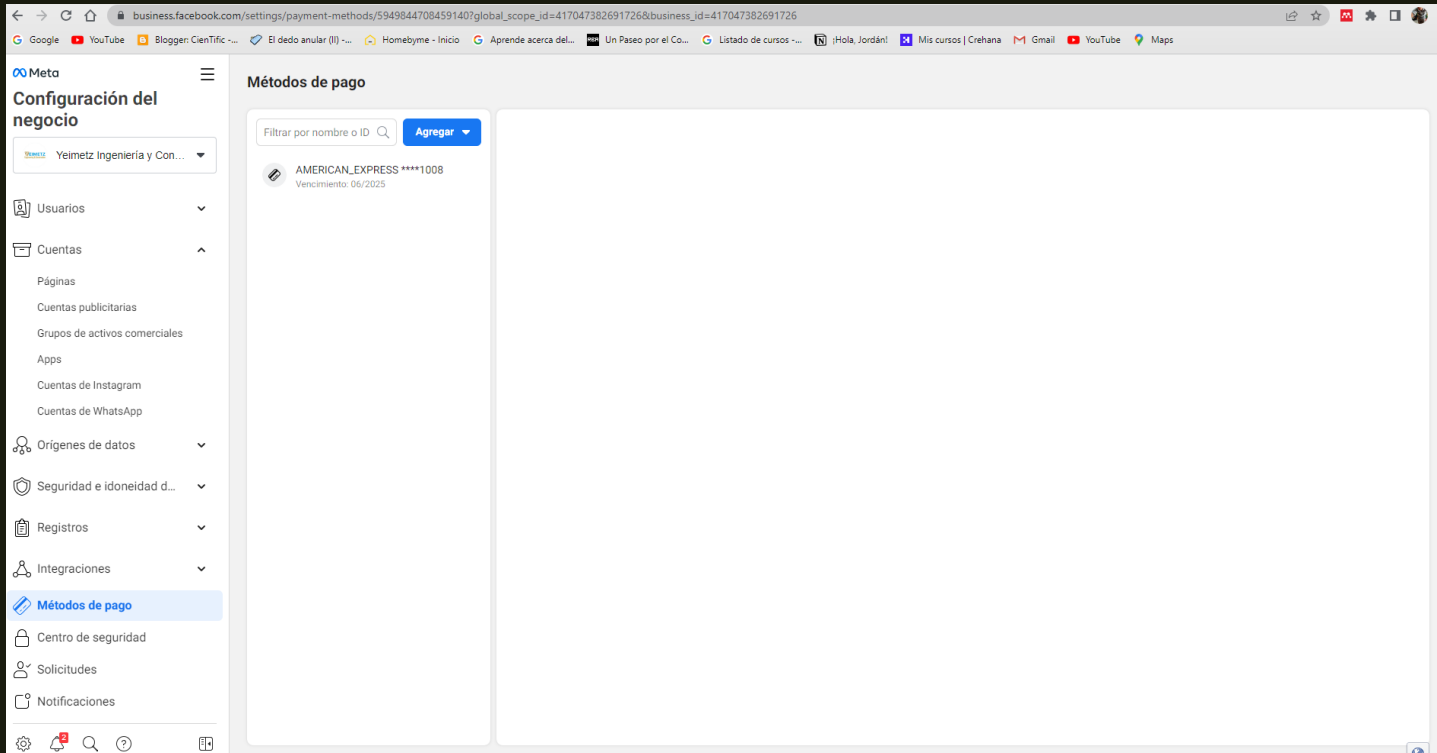 business.facebook.com/settings/payment-methods/5949844708459140?global_scope_id=417047382691726&business_id=417047382691726
Google YouTube Blogger: CienTific -... El dedo anular (II) -... Homebyme - Inicio Aprende acerca del... Un Paseo por el Co... Listado de cursos -... ¡Hola, Jordán! Mis cursos | Crehana Gmail YouTube Maps
Meta
Configuración del
negocio
Yeimetz Ingeniería y Con...
Usuarios
Cuentas
Páginas
Cuentas publicitarias
Grupos de activos comerciales
Apps
Cuentas de Instagram
Cuentas de WhatsApp
Orígenes de datos
Seguridad e idoneidad d...
Registros
Integraciones
Métodos de pago
Centro de seguridad
Solicitudes
Notificaciones
2
Métodos de pago
Filtrar por nombre o ID Agregar
AMERICAN_EXPRESS ****1008
Vencimiento: 06/2025